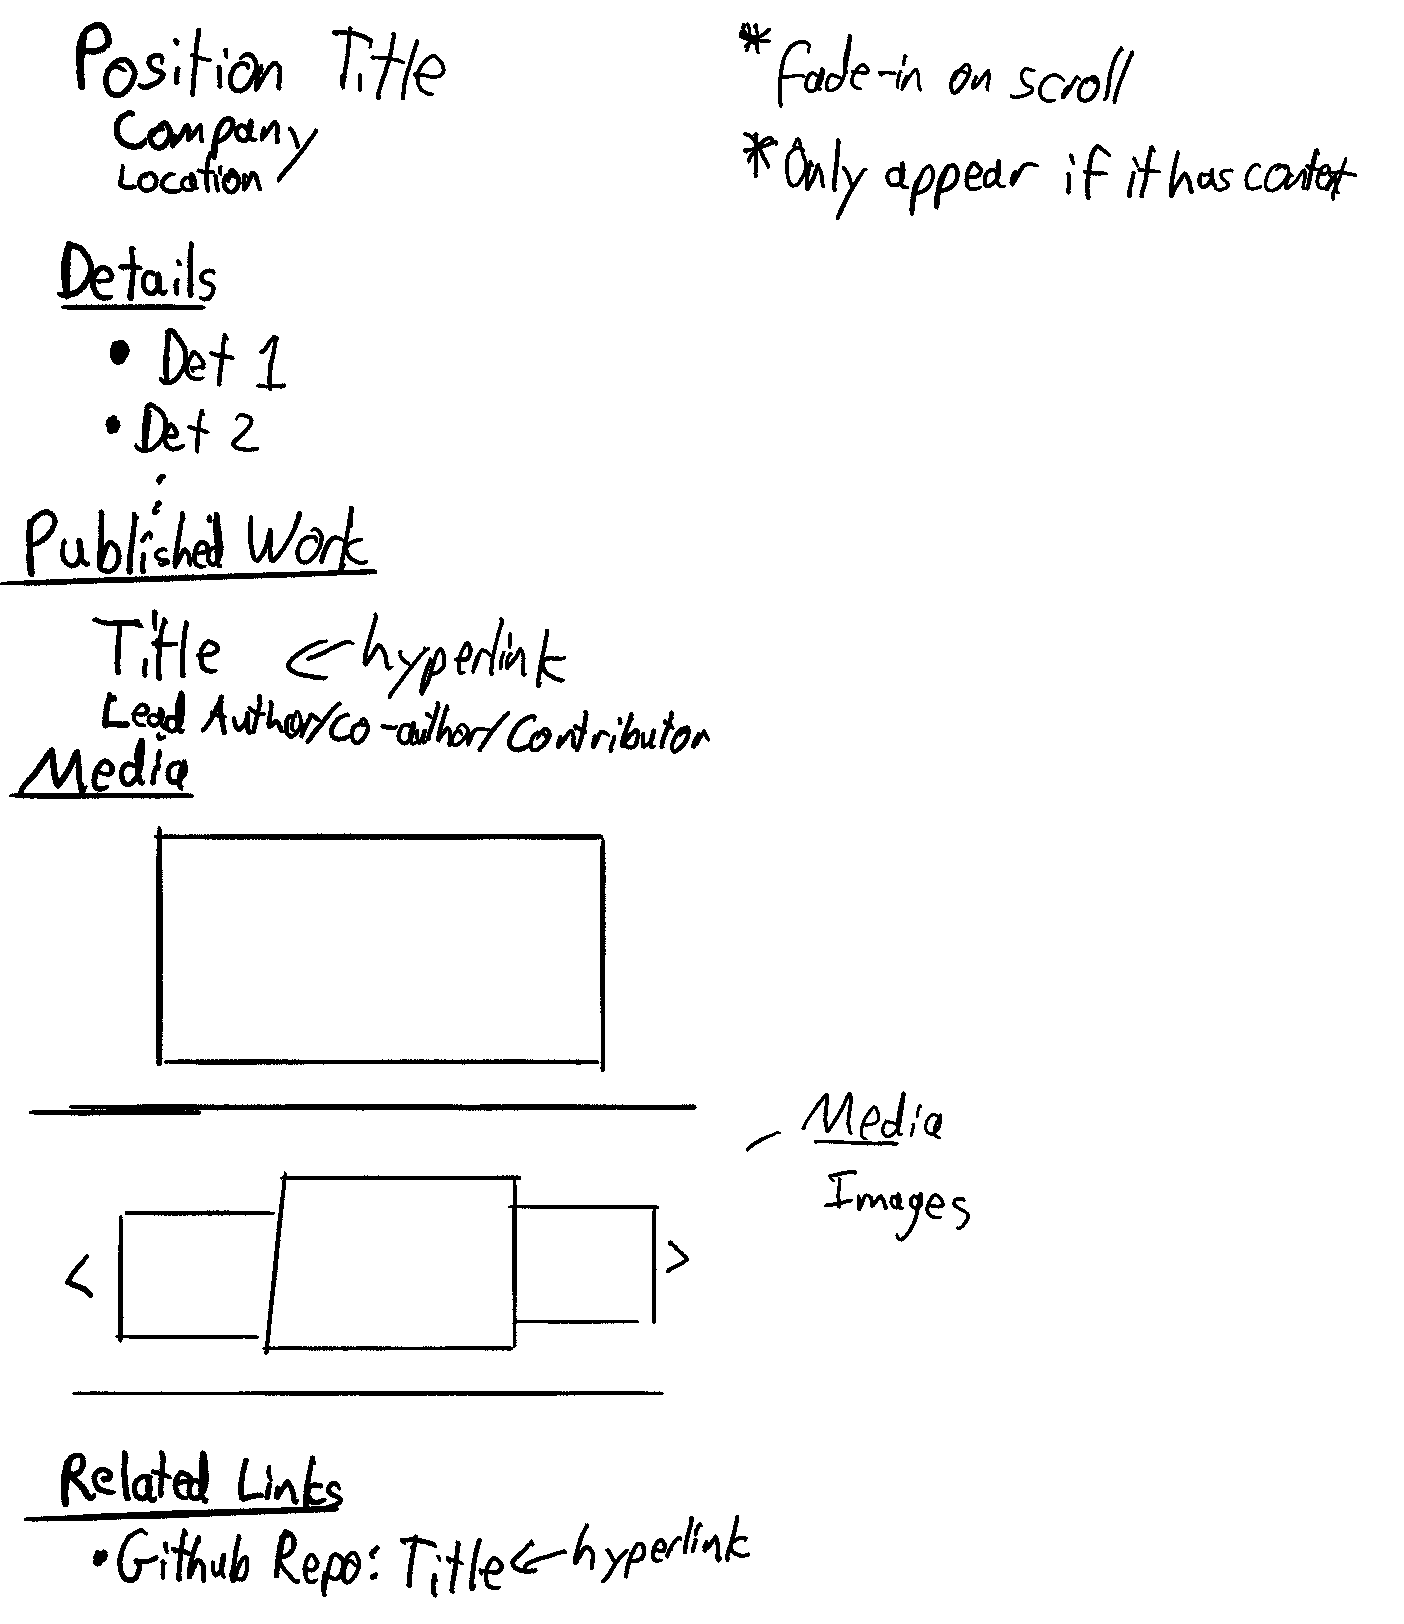 Position Title
Company
Location
* Fade-in on scroll
* Only appear if it has content
Details
• Det 1
• Det 2
Published Work
Title <- hyperlink
Lead Author/Co-author/Contributor
Media
Media
Images
< >
Related Links
• Github Repo: Title <- hyperlink